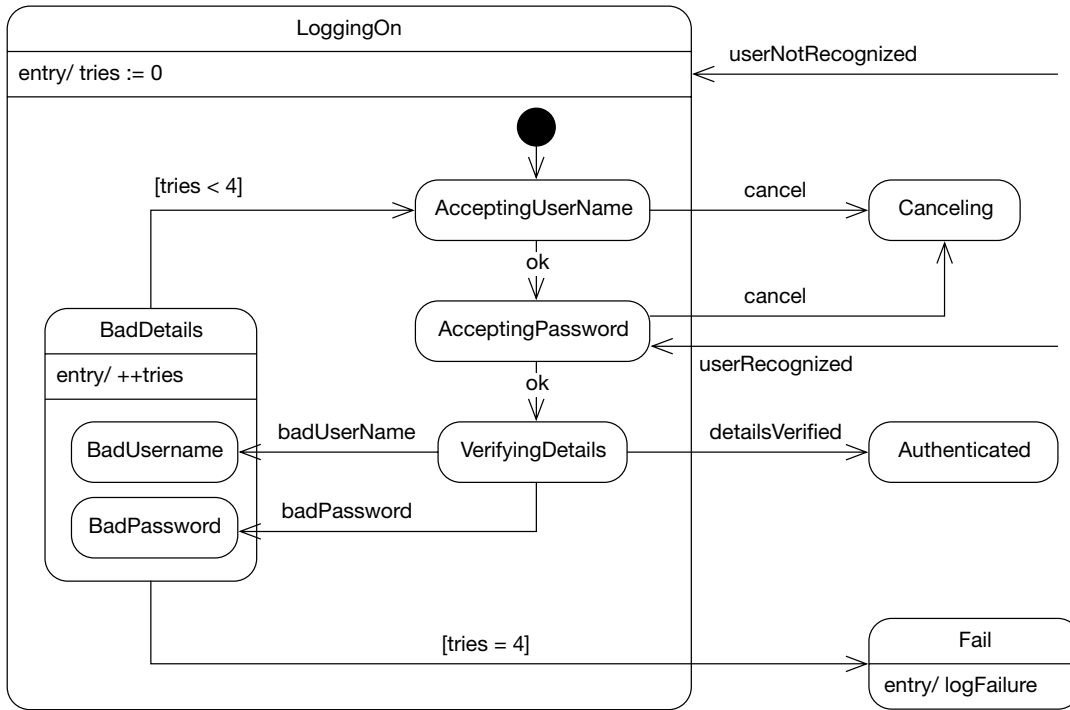 LoggingOn
entry/ tries := 0
userNotRecognized
[tries < 4]
AcceptingUserName
cancel
Canceling
ok
AcceptingPassword
cancel
userRecognized
BadDetails
entry/ ++tries
ok
BadUsername
badUserName
VerifyingDetails
detailsVerified
Authenticated
BadPassword
badPassword
[tries = 4]
Fail
entry/ logFailure